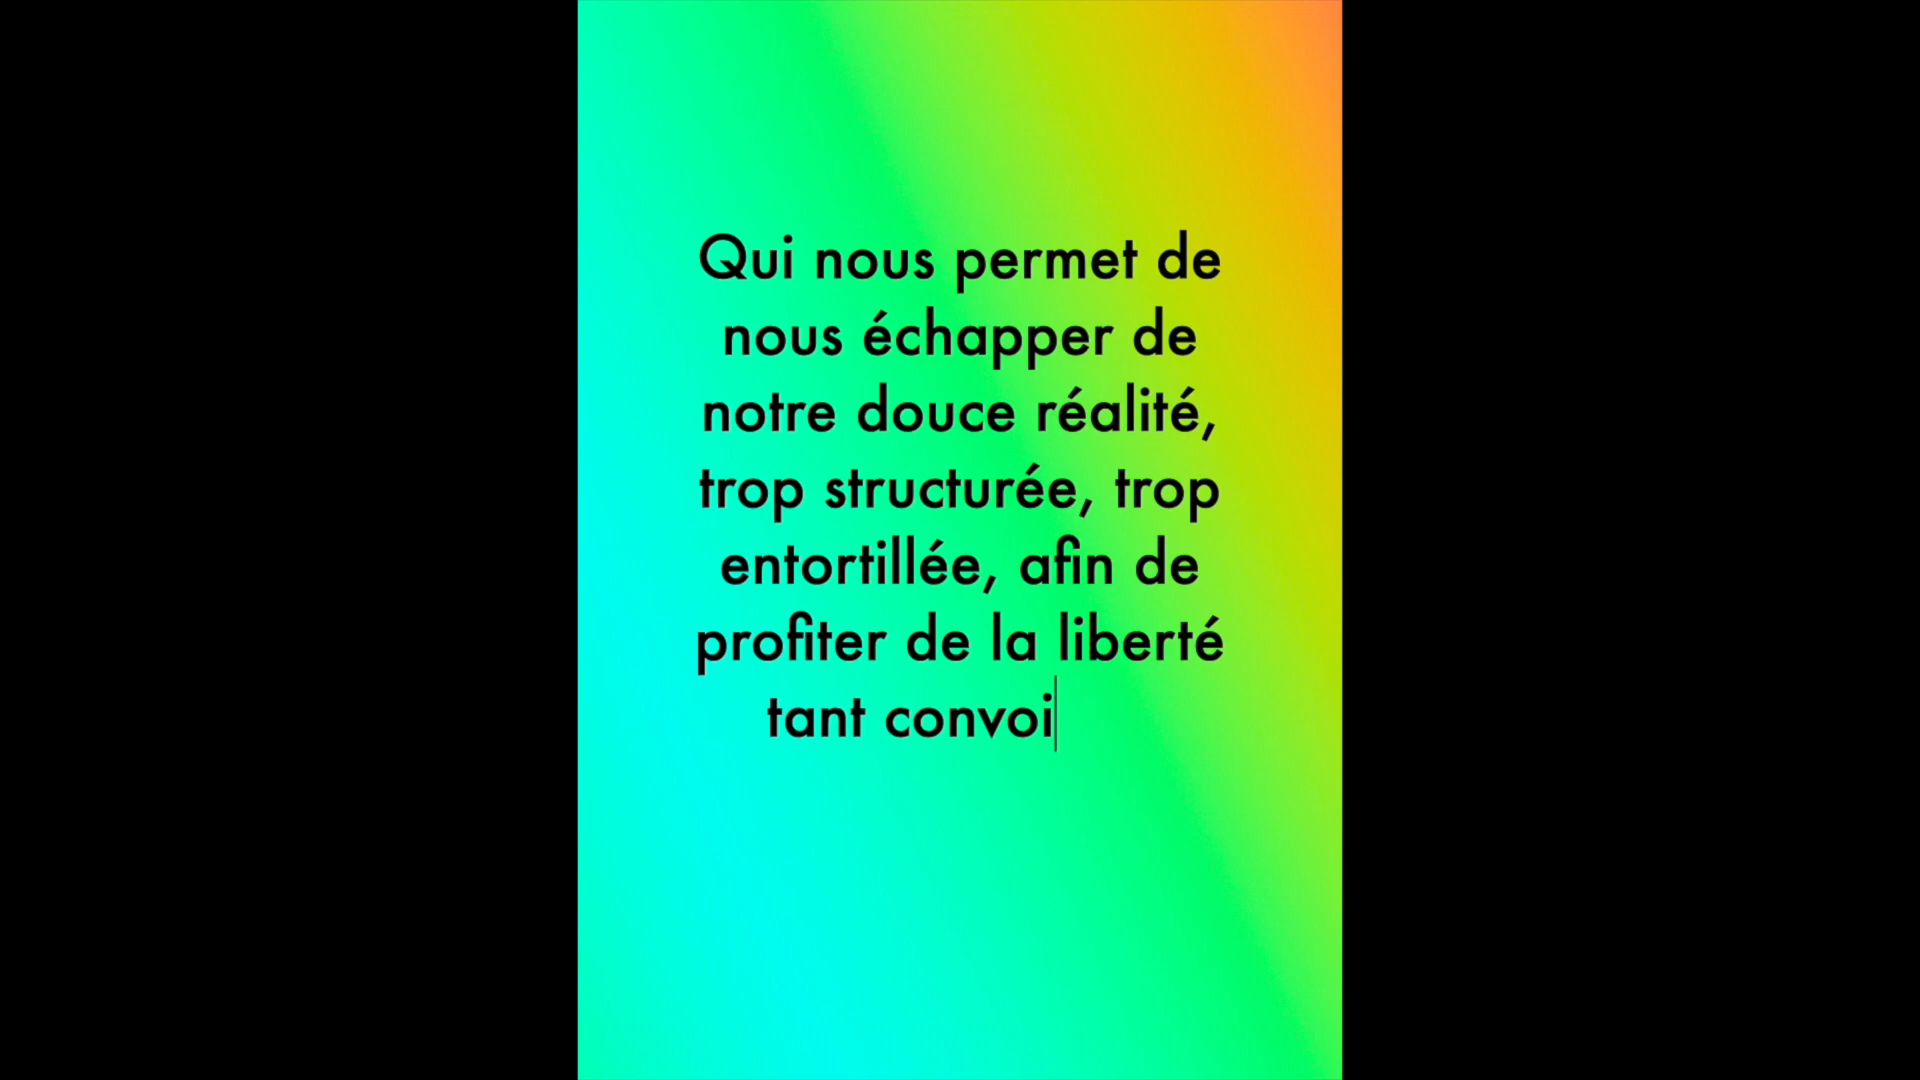 Qui nous permet de
nous échapper de
notre douce réalité,
trop structurée, trop
entortillée, afin de
profiter de la liberté
tant convoi